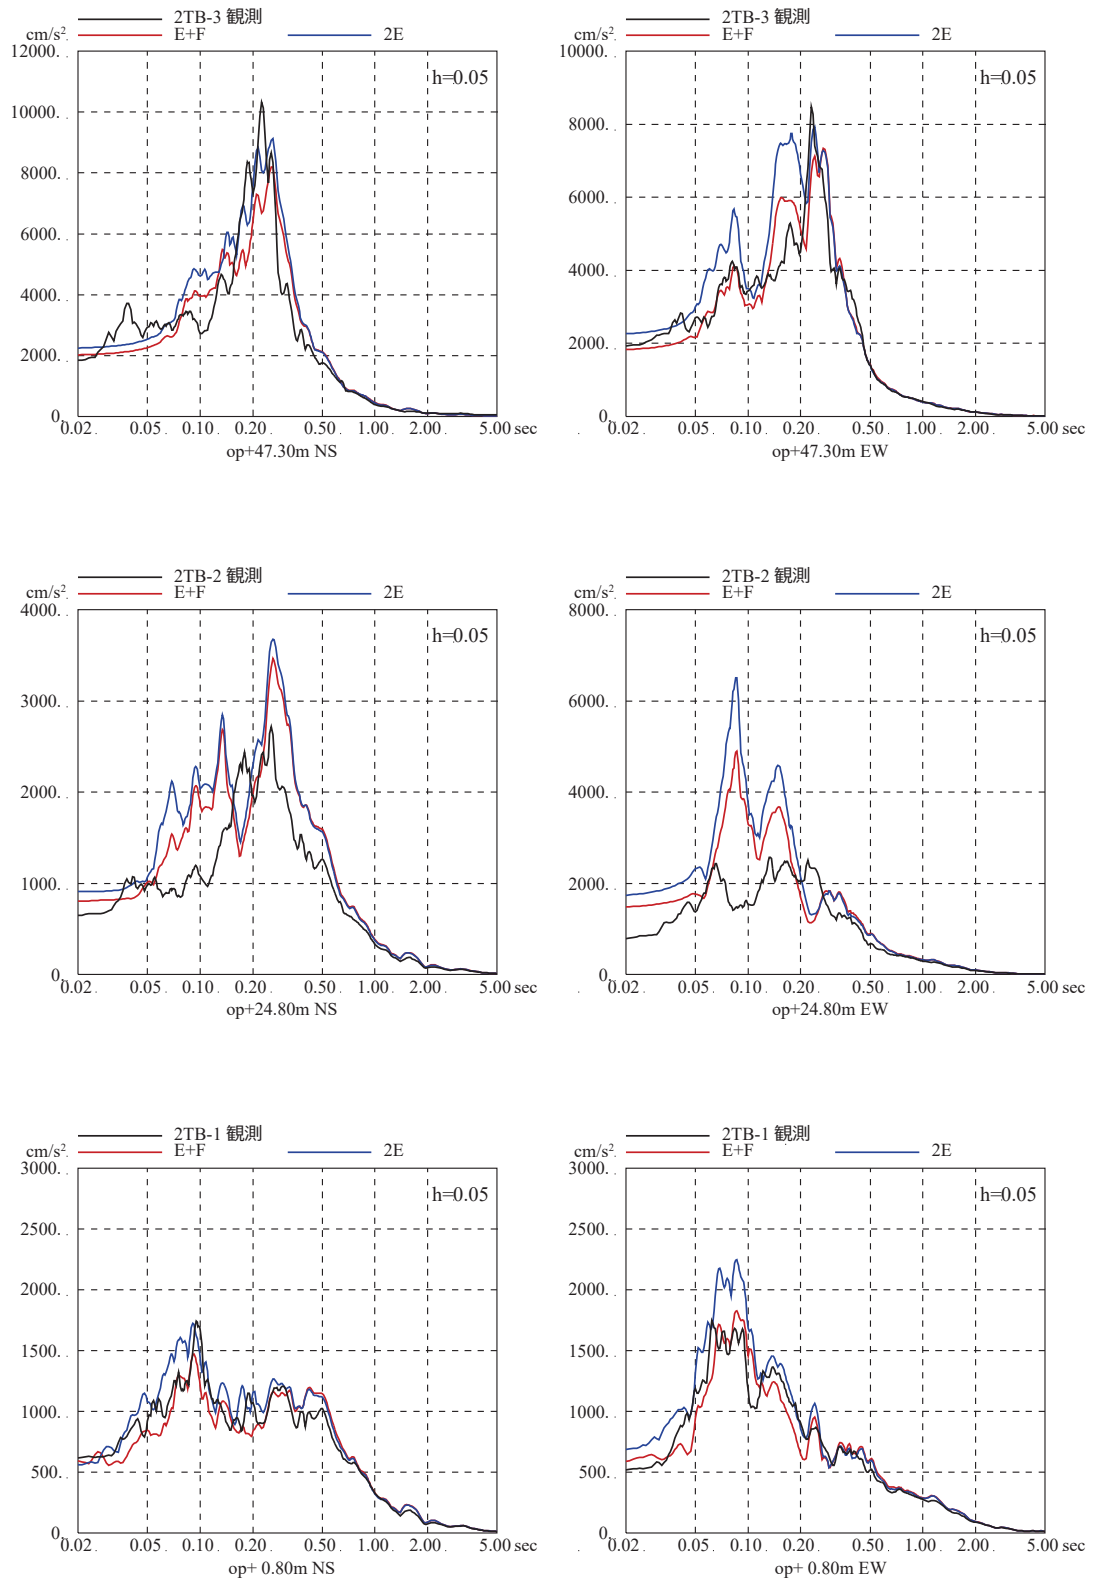 2TB-3 観測
cm/s². E+F 2E
12000.
h=0.05
10000.
8000.
6000.
4000.
2000.
0.
0.02 0.05 0.10 0.20 0.50 1.00 2.00 5.00 sec
op+47.30m NS
2TB-3 観測
cm/s². E+F 2E
10000.
h=0.05
8000.
6000.
4000.
2000.
0.
0.02 0.05 0.10 0.20 0.50 1.00 2.00 5.00 sec
op+47.30m EW
2TB-2 観測
cm/s². E+F 2E
4000.
h=0.05
3000.
2000.
1000.
0.
0.02 0.05 0.10 0.20 0.50 1.00 2.00 5.00 sec
op+24.80m NS
2TB-2 観測
cm/s². E+F 2E
8000.
h=0.05
6000.
4000.
2000.
0.
0.02 0.05 0.10 0.20 0.50 1.00 2.00 5.00 sec
op+24.80m EW
2TB-1 観測
cm/s². E+F 2E
3000.
h=0.05
2500.
2000.
1500.
1000.
500.
0.
0.02 0.05 0.10 0.20 0.50 1.00 2.00 5.00 sec
op+ 0.80m NS
2TB-1 観測
cm/s². E+F 2E
3000.
h=0.05
2500.
2000.
1500.
1000.
500.
0.
0.02 0.05 0.10 0.20 0.50 1.00 2.00 5.00 sec
op+ 0.80m EW